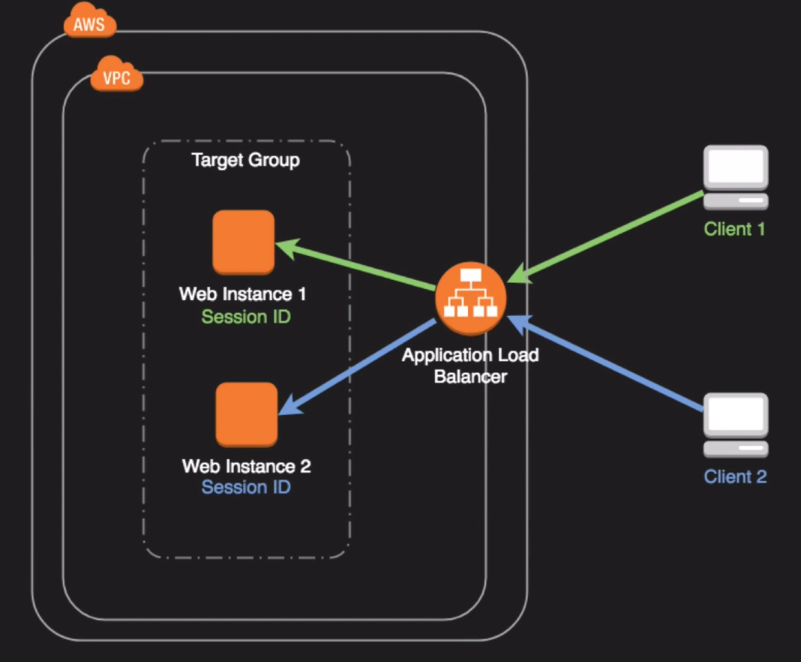 AWS
VPC
Target Group
Web Instance 1
Session ID
Web Instance 2
Session ID
Application Load
Balancer
Client 1
Client 2